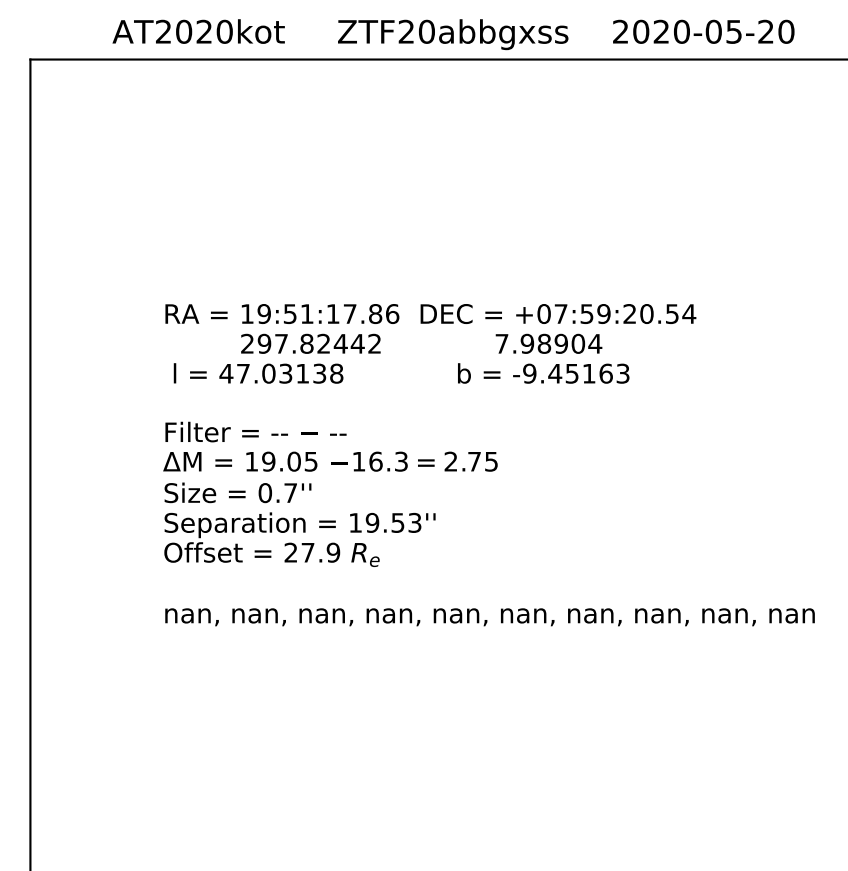 AT2020kot ZTF20abbgxss 2020-05-20
RA = 19:51:17.86 DEC = +07:59:20.54
297.82442 7.98904
l = 47.03138 b = -9.45163
Filter = -- − --
ΔM = 19.05 −16.3 = 2.75
Size = 0.7''
Separation = 19.53''
Offset = 27.9 Rₑ
nan, nan, nan, nan, nan, nan, nan, nan, nan, nan